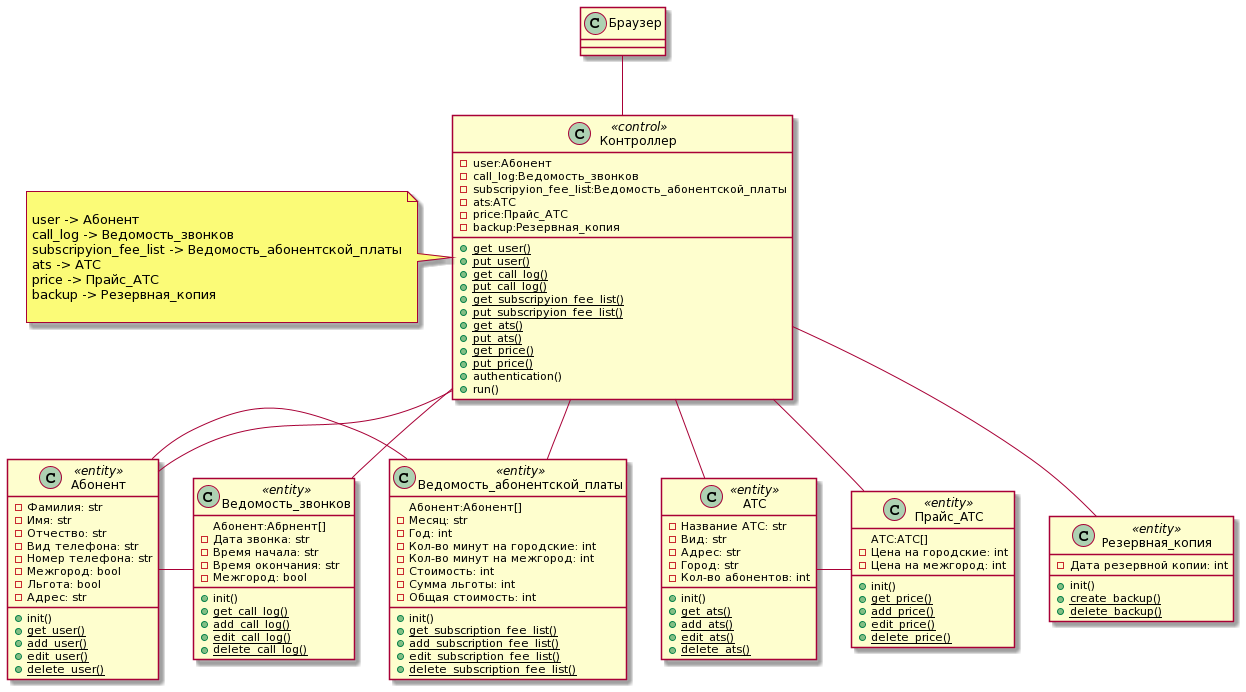 C Браузер
«control»
C Контроллер
user:Абонент
call_log:Ведомость_звонков
subscripyion_fee_list:Ведомость_абонентской_платы
ats:АТС
price:Прайс_АТС
backup:Резервная_копия
get_user()
put_user()
get_call_log()
put_call_log()
get_subscripyion_fee_list()
put_subscripyion_fee_list()
get_ats()
put_ats()
get_price()
put_price()
authentication()
run()
user -> Абонент
call_log -> Ведомость_звонков
subscripyion_fee_list -> Ведомость_абонентской_платы
ats -> АТС
price -> Прайс_АТС
backup -> Резервная_копия
«entity»
C Абонент
Фамилия: str
Имя: str
Отчество: str
Вид телефона: str
Номер телефона: str
Межгород: bool
Льгота: bool
Адрес: str
init()
get_user()
add_user()
edit_user()
delete_user()
«entity»
C Ведомость_звонков
Абонент:Абрнент[]
Дата звонка: str
Время начала: str
Время окончания: str
Межгород: bool
init()
get_call_log()
add_call_log()
edit_call_log()
delete_call_log()
«entity»
C Ведомость_абонентской_платы
Абонент:Абонент[]
Месяц: str
Год: int
Кол-во минут на городские: int
Кол-во минут на межгород: int
Стоимость: int
Сумма льготы: int
Общая стоимость: int
init()
get_subscription_fee_list()
add_subscription_fee_list()
edit_subscription_fee_list()
delete_subscription_fee_list()
«entity»
C АТС
Название АТС: str
Вид: str
Адрес: str
Город: str
Кол-во абонентов: int
init()
get_ats()
add_ats()
edit_ats()
delete_ats()
«entity»
C Прайс_АТС
АТС:АТС[]
Цена на городские: int
Цена на межгород: int
init()
get_price()
add_price()
edit_price()
delete_price()
«entity»
C Резервная_копия
Дата резервной копии: int
init()
create_backup()
delete_backup()